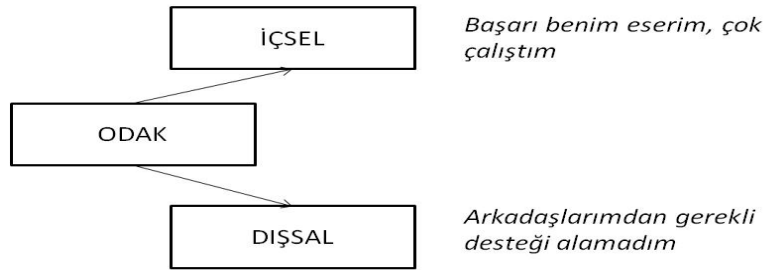 İÇSEL
Başarı benim eserim, çok
çalıştım
ODAK
DIŞSAL
Arkadaşlarımdan gerekli
desteği alamadım